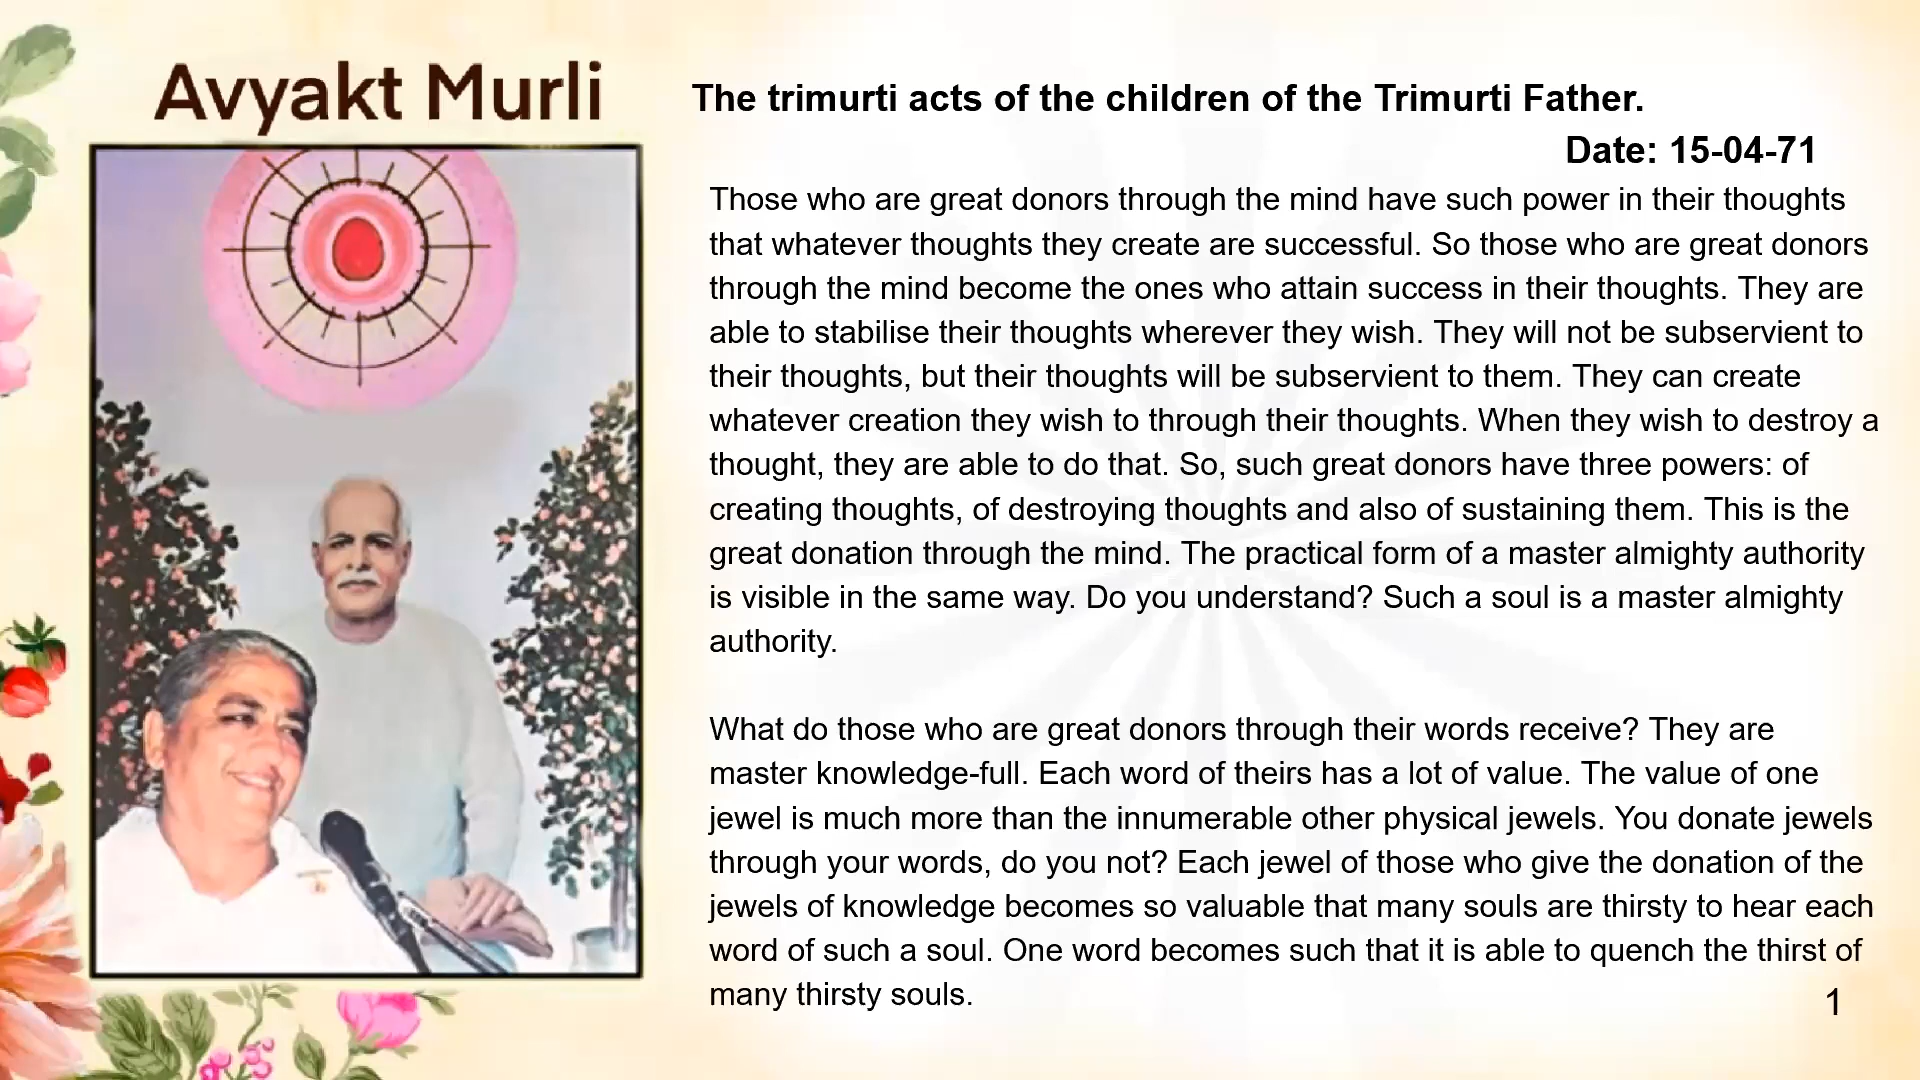 Avyakt Murli
The trimurti acts of the children of the Trimurti Father.
Date: 15-04-71
Those who are great donors through the mind have such power in their thoughts
that whatever thoughts they create are successful. So those who are great donors
through the mind become the ones who attain success in their thoughts. They are
able to stabilise their thoughts wherever they wish. They will not be subservient to
their thoughts, but their thoughts will be subservient to them. They can create
whatever creation they wish to through their thoughts. When they wish to destroy a
thought, they are able to do that. So, such great donors have three powers: of
creating thoughts, of destroying thoughts and also of sustaining them. This is the
great donation through the mind. The practical form of a master almighty authority
is visible in the same way. Do you understand? Such a soul is a master almighty
authority.
What do those who are great donors through their words receive? They are
master knowledge-full. Each word of theirs has a lot of value. The value of one
jewel is much more than the innumerable other physical jewels. You donate jewels
through your words, do you not? Each jewel of those who give the donation of the
jewels of knowledge becomes so valuable that many souls are thirsty to hear each
word of such a soul. One word becomes such that it is able to quench the thirst of
many thirsty souls.
1